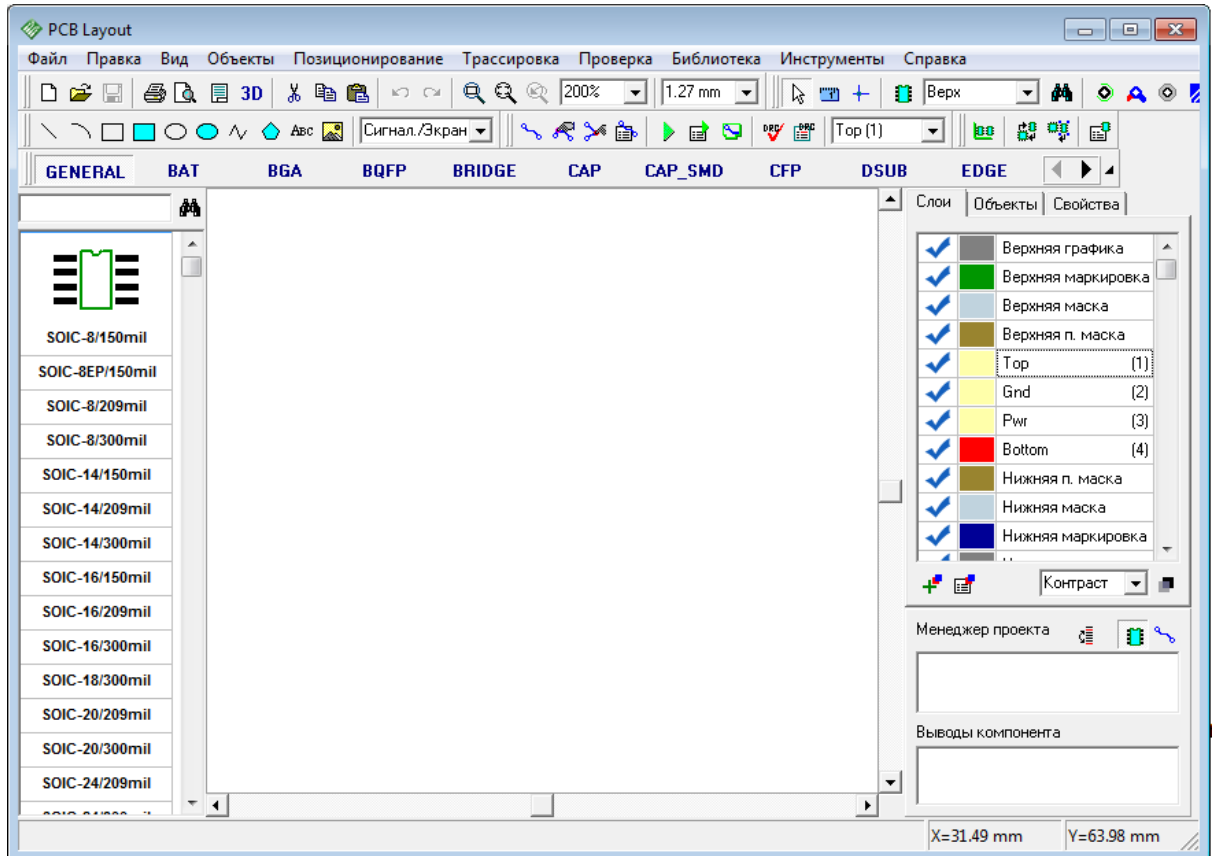 PCB Layout
Файл Правка Вид Объекты Позиционирование Трассировка Проверка Библиотека Инструменты Справка
3D 200% 1.27 mm Верх
ABC Сигнал./Экран DRC DRC Top (1)
GENERAL BAT BGA BQFP BRIDGE CAP CAP_SMD CFP DSUB EDGE
Слои Объекты Свойства
SOIC-8/150mil
SOIC-8EP/150mil
SOIC-8/209mil
SOIC-8/300mil
SOIC-14/150mil
SOIC-14/209mil
SOIC-14/300mil
SOIC-16/150mil
SOIC-16/209mil
SOIC-16/300mil
SOIC-18/300mil
SOIC-20/209mil
SOIC-20/300mil
SOIC-24/209mil
Верхняя графика
Верхняя маркировка
Верхняя маска
Верхняя п. маска
Top (1)
Gnd (2)
Pwr (3)
Bottom (4)
Нижняя п. маска
Нижняя маска
Нижняя маркировка
Контраст
Менеджер проекта
Выводы компонента
X=31.49 mm Y=63.98 mm